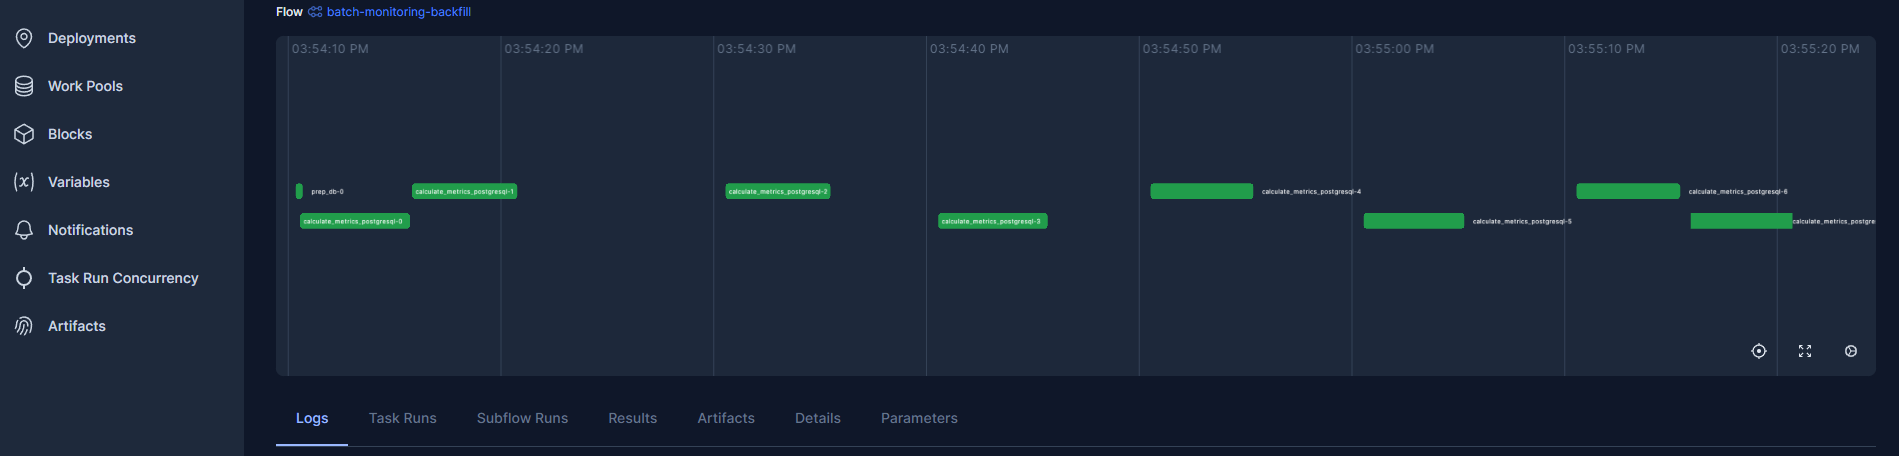 Flow batch-monitoring-backfill
Deployments
Work Pools
Blocks
Variables
Notifications
Task Run Concurrency
Artifacts
03:54:10 PM 03:54:20 PM 03:54:30 PM 03:54:40 PM 03:54:50 PM 03:55:00 PM 03:55:10 PM 03:55:20 PM
prep_db-0 calculate_metrics_postgresql-1 calculate_metrics_postgresql-2 calculate_metrics_postgresql-4 calculate_metrics_postgresql-6
calculate_metrics_postgresql-0 calculate_metrics_postgresql-3 calculate_metrics_postgresql-5 calculate_metrics_postgre
Logs Task Runs Subflow Runs Results Artifacts Details Parameters